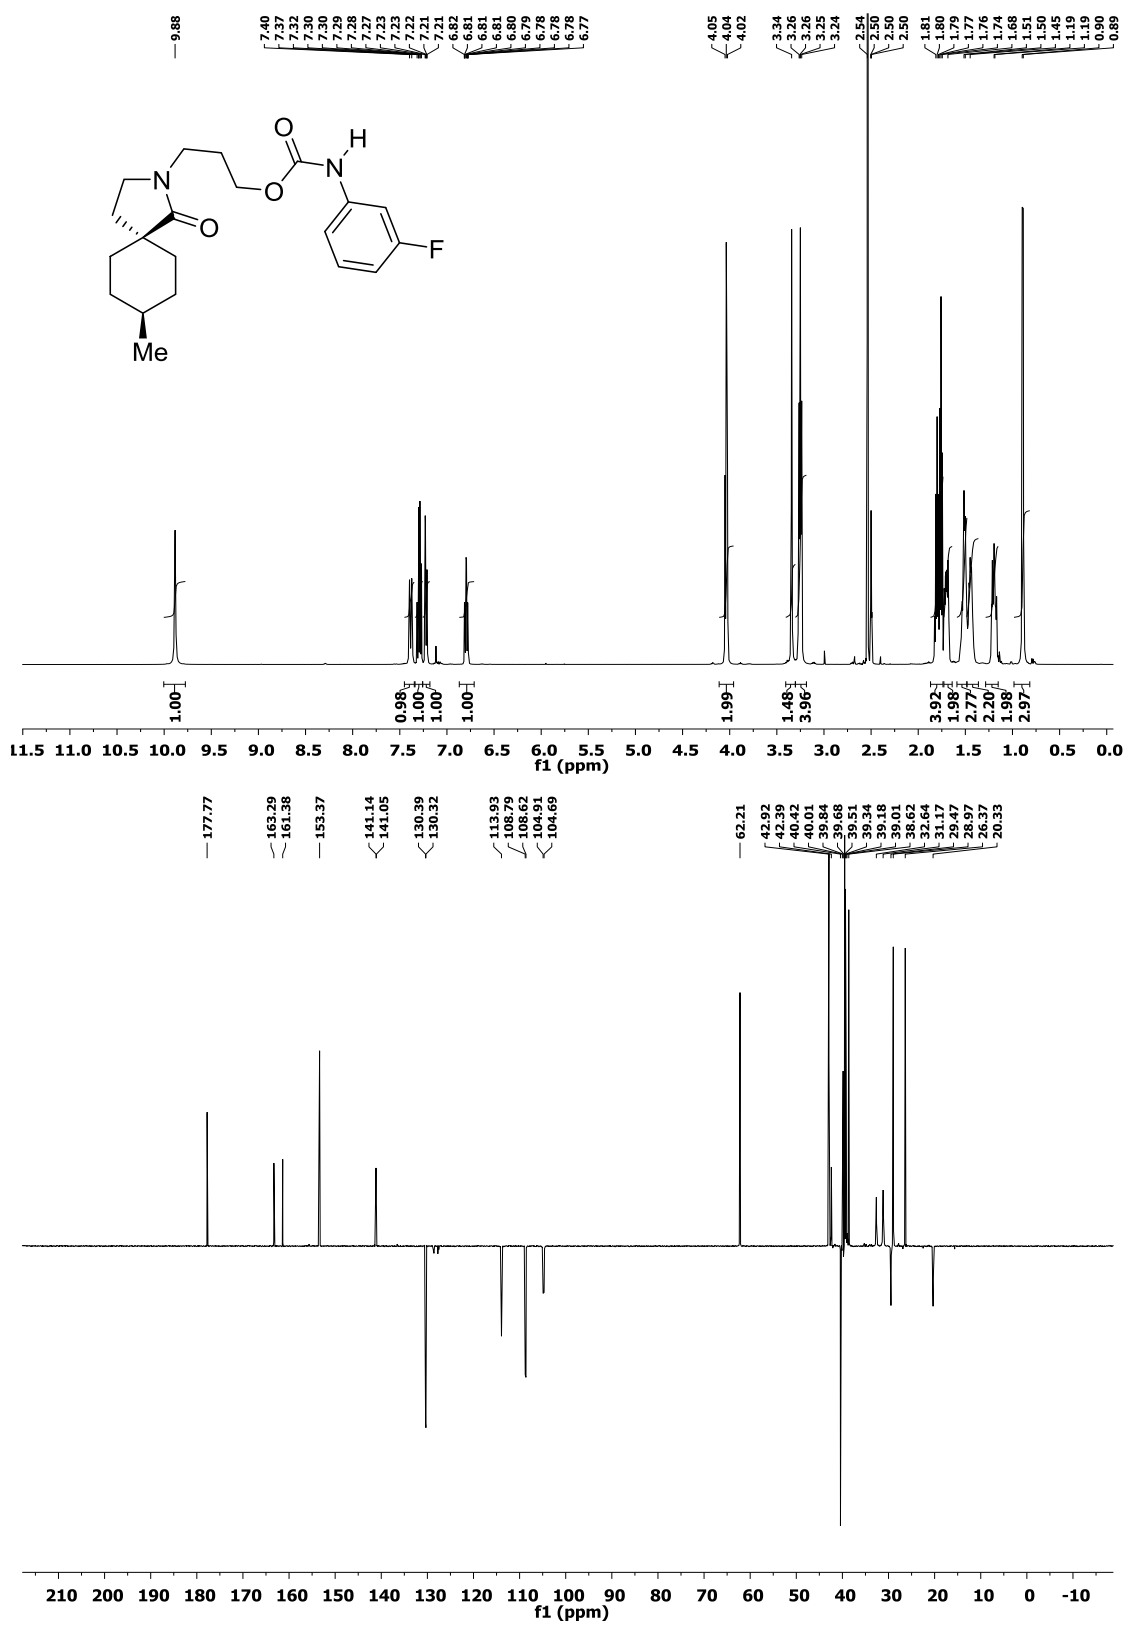 9.88 7.40 7.37 7.32 7.30 7.30 7.29 7.28 7.27 7.23 7.23 7.22 7.21 7.21 6.82 6.81 6.81 6.81 6.80 6.79 6.78 6.78 6.78 6.77 4.05 4.04 4.02 3.34 3.26 3.26 3.25 3.24 2.54 2.50 2.50 2.50 1.81 1.80 1.79 1.77 1.76 1.74 1.68 1.51 1.50 1.45 1.19 1.19 0.90 0.89
O
H
N
N
O
O
F
Me
1.00 0.98 1.00 1.00 1.00 1.99 1.48 3.96 3.92 1.98 2.77 2.20 1.98 2.97
11.5 11.0 10.5 10.0 9.5 9.0 8.5 8.0 7.5 7.0 6.5 6.0 5.5 5.0 4.5 4.0 3.5 3.0 2.5 2.0 1.5 1.0 0.5 0.0
f1 (ppm)
177.77 163.29 161.38 153.37 141.14 141.05 130.39 130.32 113.93 108.79 108.62 104.91 104.69 62.21 42.92 42.39 40.42 40.01 39.84 39.68 39.51 39.34 39.18 39.01 38.62 32.64 31.17 29.47 28.97 26.37 20.33
210 200 190 180 170 160 150 140 130 120 110 100 90 80 70 60 50 40 30 20 10 0 -10
f1 (ppm)